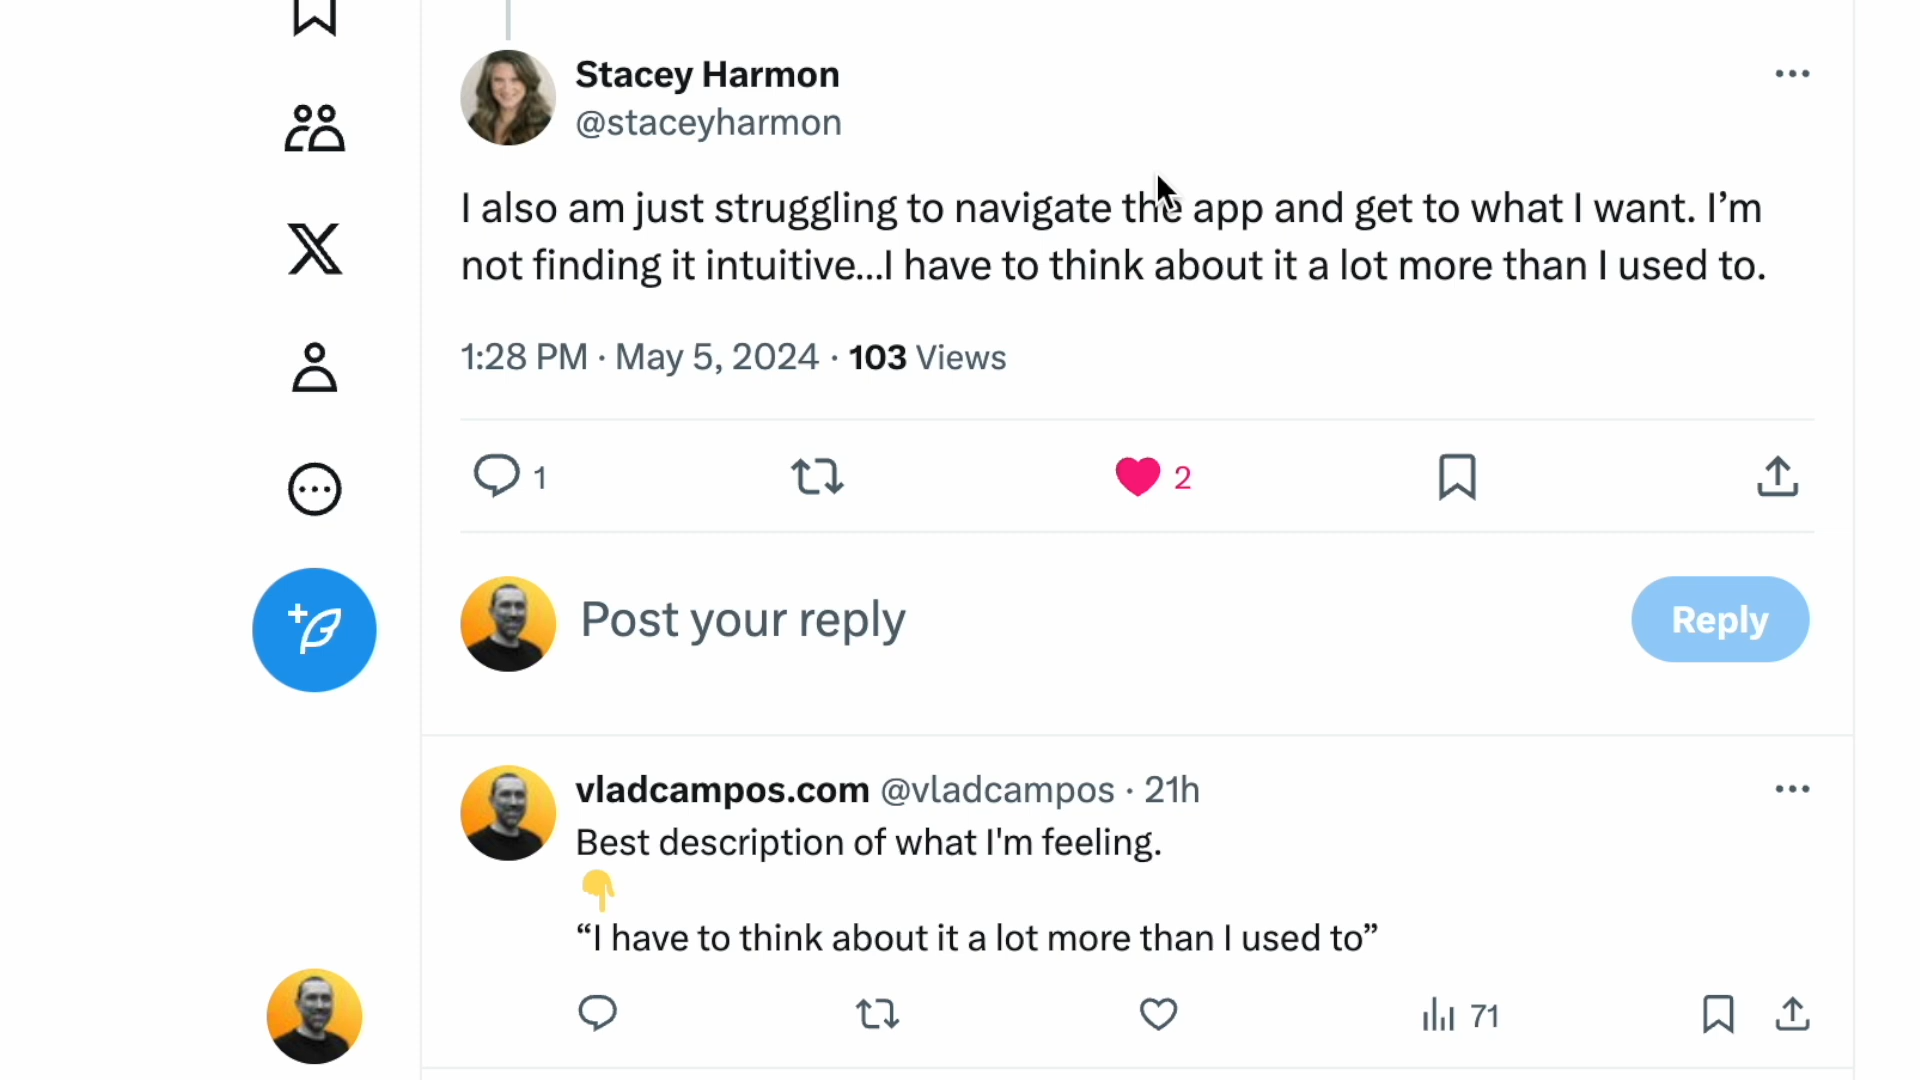 Stacey Harmon
@staceyharmon
I also am just struggling to navigate the app and get to what I want. I’m
not finding it intuitive...I have to think about it a lot more than I used to.
1:28 PM · May 5, 2024 · 103 Views
1
2
Post your reply
Reply
vladcampos.com @vladcampos · 21h
Best description of what I'm feeling.
👇
“I have to think about it a lot more than I used to”
71